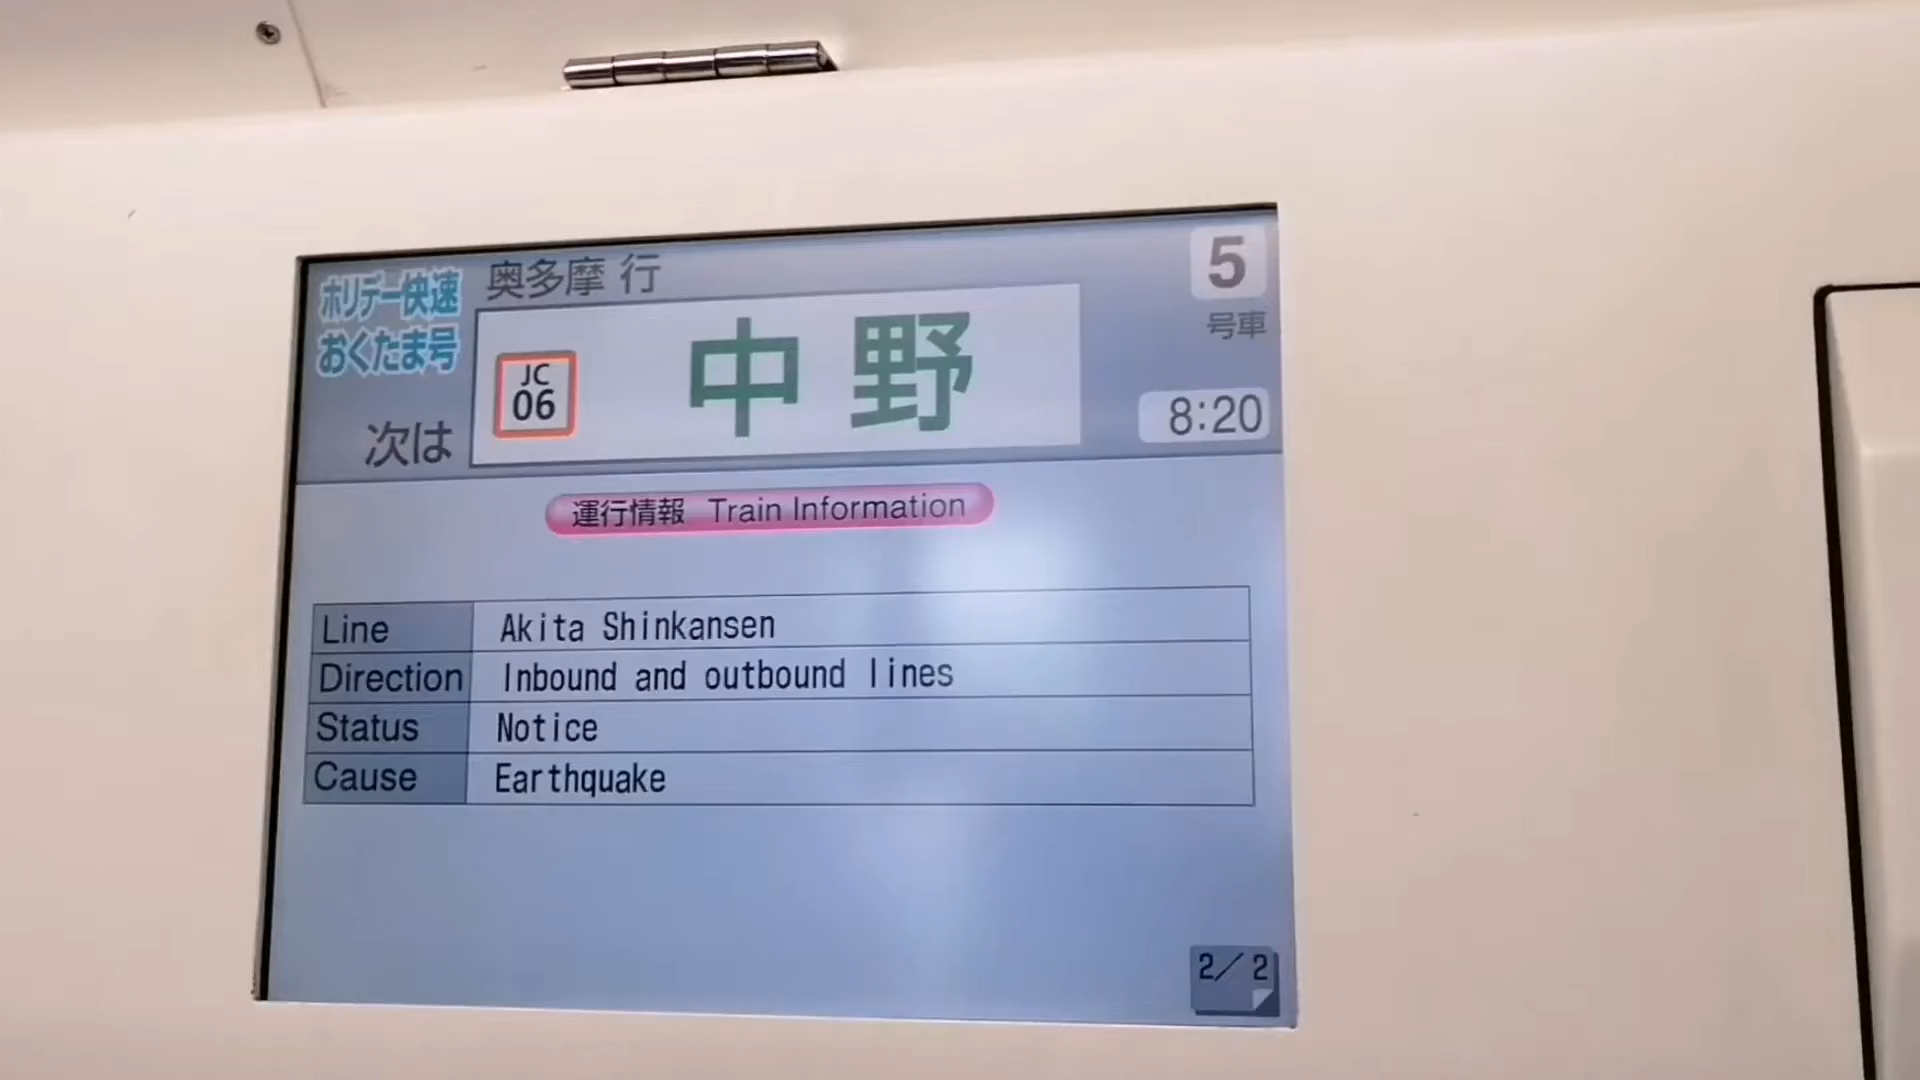 ホリデー快速
おくたま号
奥多摩 行
5
号車
次は
JC
06
中野
8:20
運行情報 Train Information
Line Akita Shinkansen
Direction Inbound and outbound lines
Status Notice
Cause Earthquake
2/2